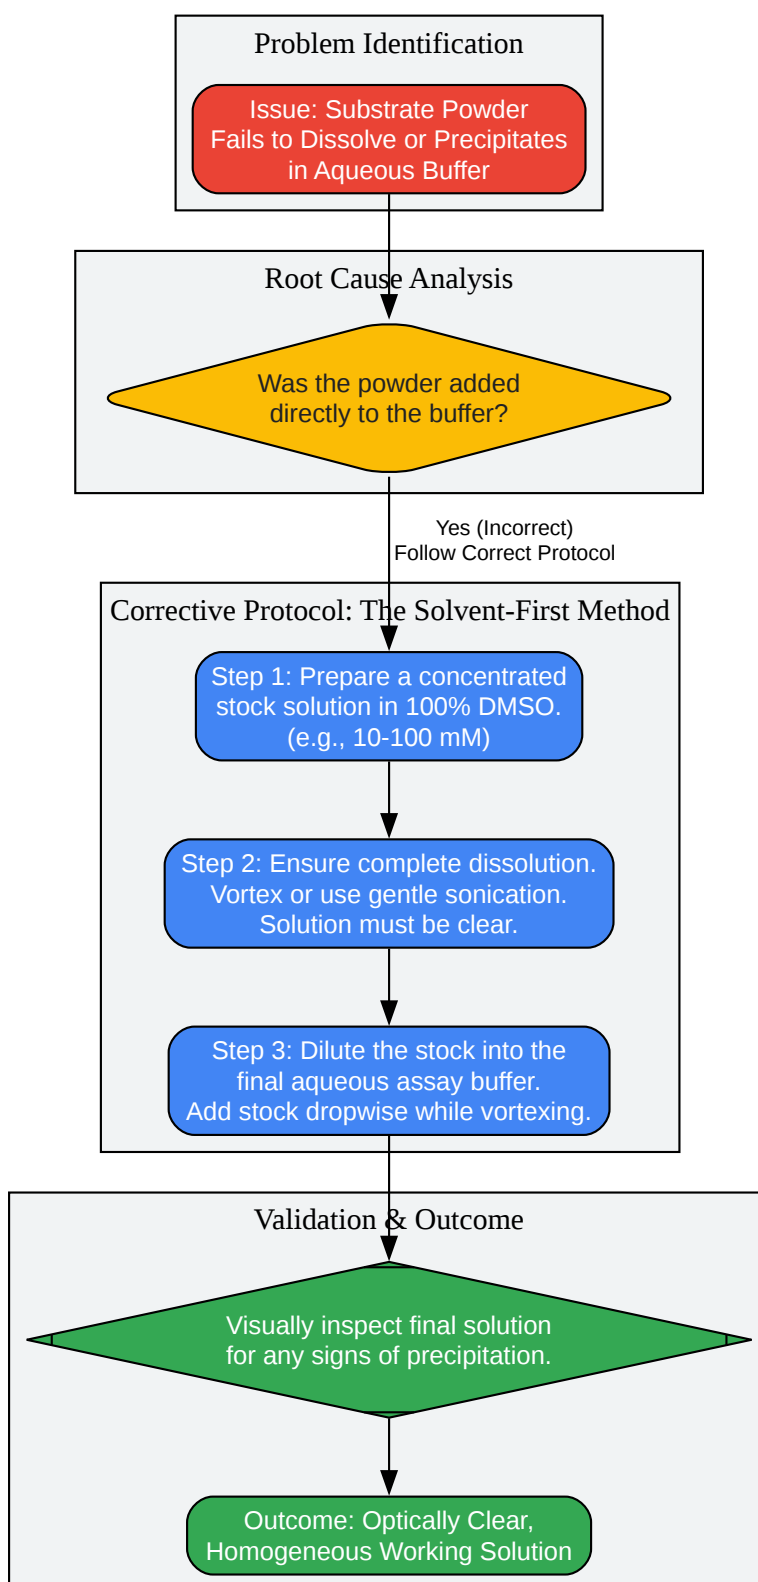 Problem Identification
Issue: Substrate Powder
Fails to Dissolve or Precipitates
in Aqueous Buffer
Root Cause Analysis
Was the powder added
directly to the buffer?
Yes (Incorrect)
Follow Correct Protocol
Corrective Protocol: The Solvent-First Method
Step 1: Prepare a concentrated
stock solution in 100% DMSO.
(e.g., 10-100 mM)
Step 2: Ensure complete dissolution.
Vortex or use gentle sonication.
Solution must be clear.
Step 3: Dilute the stock into the
final aqueous assay buffer.
Add stock dropwise while vortexing.
Validation & Outcome
Visually inspect final solution
for any signs of precipitation.
Outcome: Optically Clear,
Homogeneous Working Solution